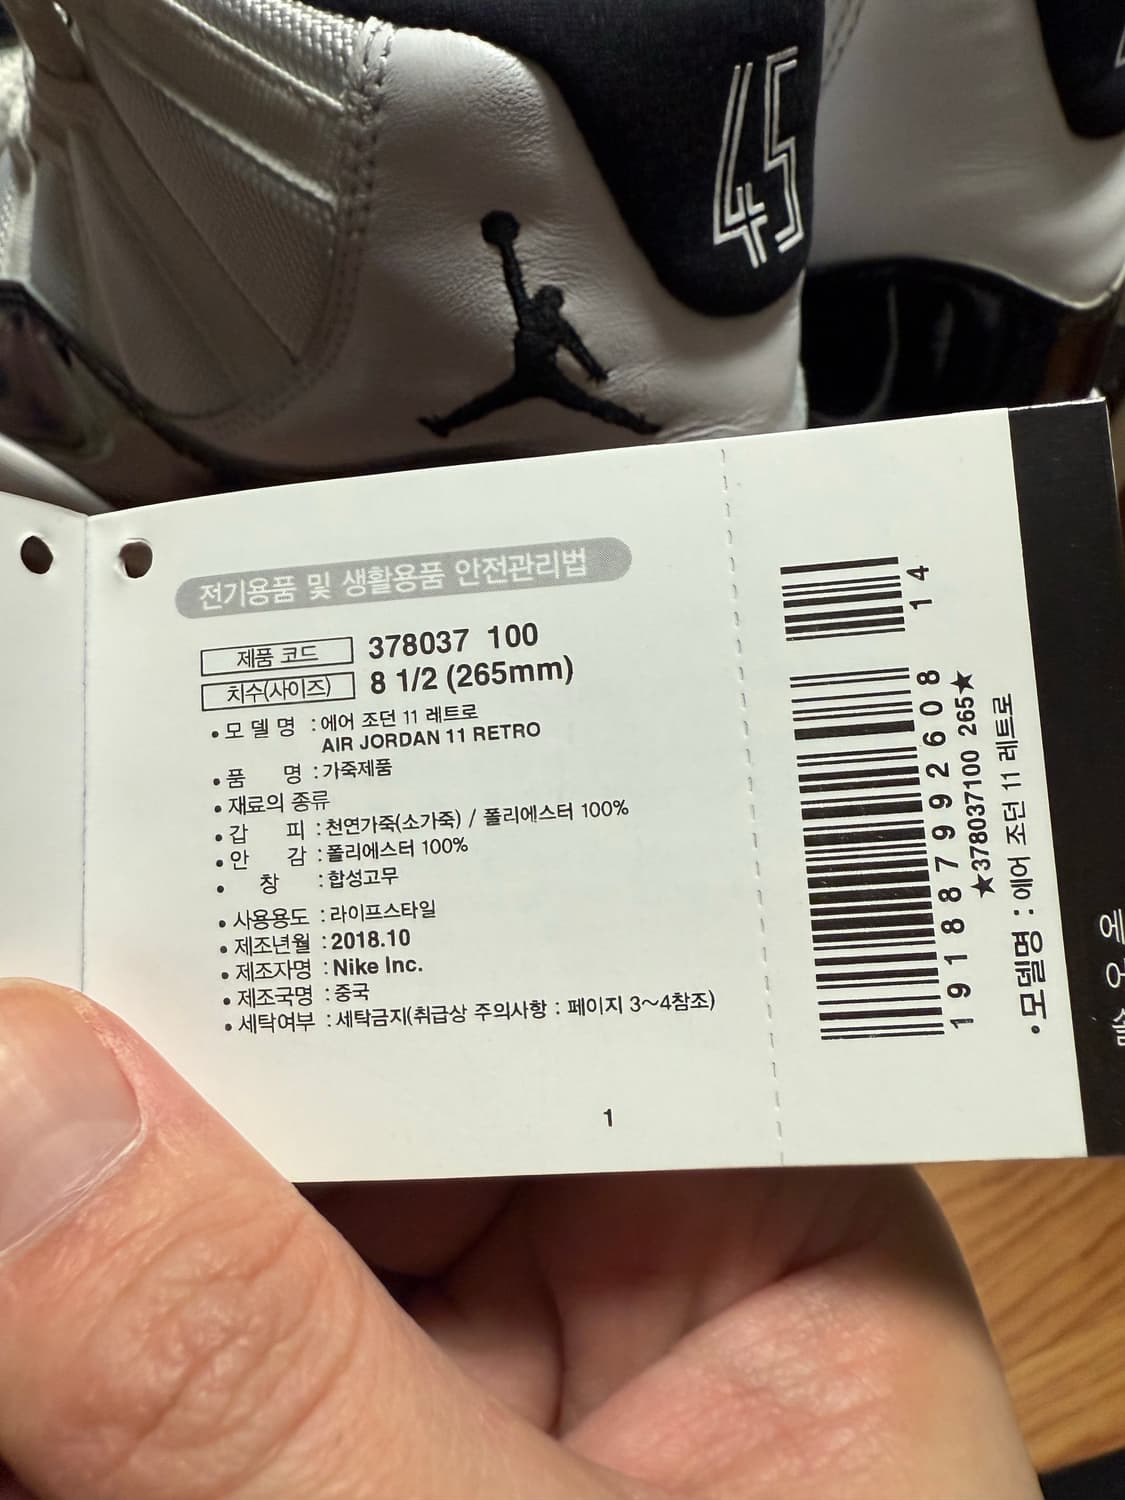 45
전기용품 및 생활용품 안전관리법
제품 코드 378037 100
치수(사이즈) 8 1/2 (265mm)
• 모 델 명 : 에어 조던 11 레트로
AIR JORDAN 11 RETRO
• 품 명 : 가죽제품
• 재료의 종류
• 갑 피 : 천연가죽(소가죽) / 폴리에스터 100%
• 안 감 : 폴리에스터 100%
• 창 : 합성고무
• 사용용도 : 라이프스타일
• 제조년월 : 2018.10
• 제조자명 : Nike Inc.
• 제조국명 : 중국
• 세탁여부 : 세탁금지(취급상 주의사항 : 페이지 3~4참조)
1
14
191887992608
★378037100 265★
• 모델명 : 에어 조던 11 레트로